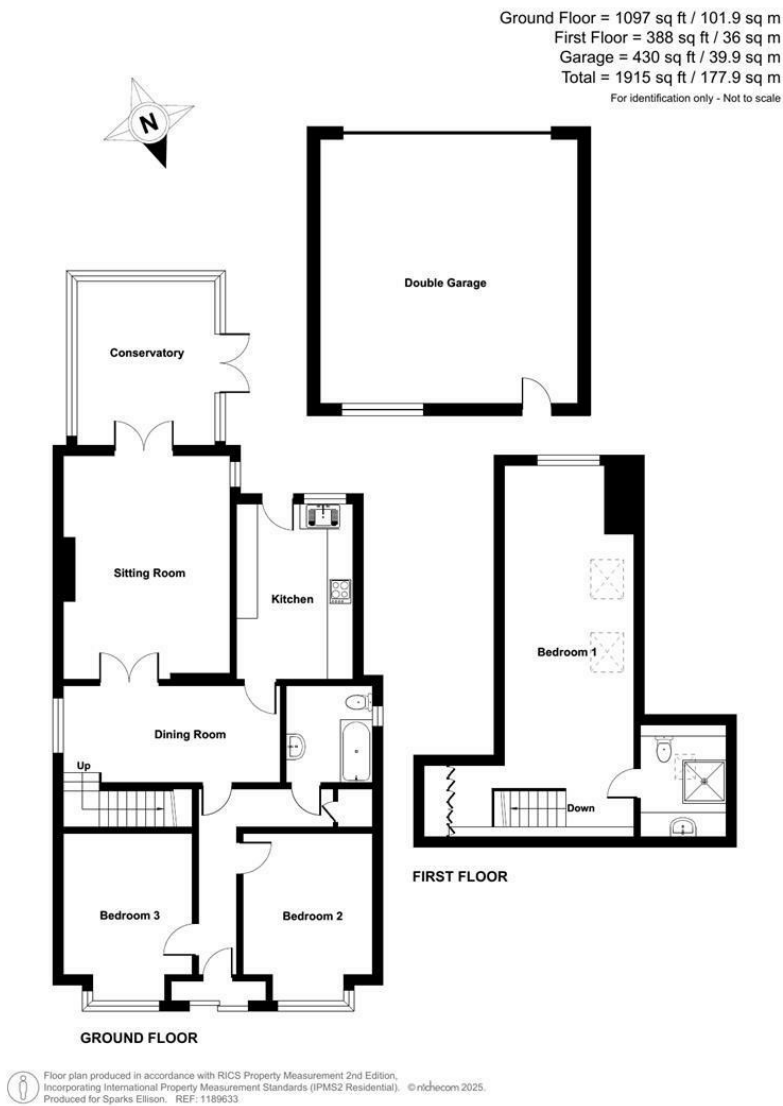 Ground Floor = 1097 sq ft / 101.9 sq m
First Floor = 388 sq ft / 36 sq m
Garage = 430 sq ft / 39.9 sq m
Total = 1915 sq ft / 177.9 sq m
For identification only - Not to scale
N
Double Garage
Conservatory
Sitting Room
Kitchen
Bedroom 1
Dining Room
Up
Down
FIRST FLOOR
Bedroom 3
Bedroom 2
GROUND FLOOR
Floor plan produced in accordance with RICS Property Measurement 2nd Edition,
Incorporating International Property Measurement Standards (IPMS2 Residential). © nichecom 2025.
Produced for Sparks Ellison. REF: 1189633